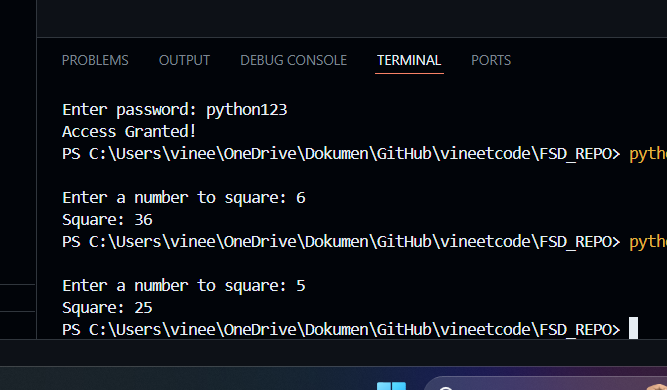 PROBLEMS OUTPUT DEBUG CONSOLE TERMINAL PORTS
Enter password: python123
Access Granted!
PS C:\Users\vinee\OneDrive\Dokumen\GitHub\vineetcode\FSD_REPO> pytho
Enter a number to square: 6
Square: 36
PS C:\Users\vinee\OneDrive\Dokumen\GitHub\vineetcode\FSD_REPO> pytho
Enter a number to square: 5
Square: 25
PS C:\Users\vinee\OneDrive\Dokumen\GitHub\vineetcode\FSD_REPO>